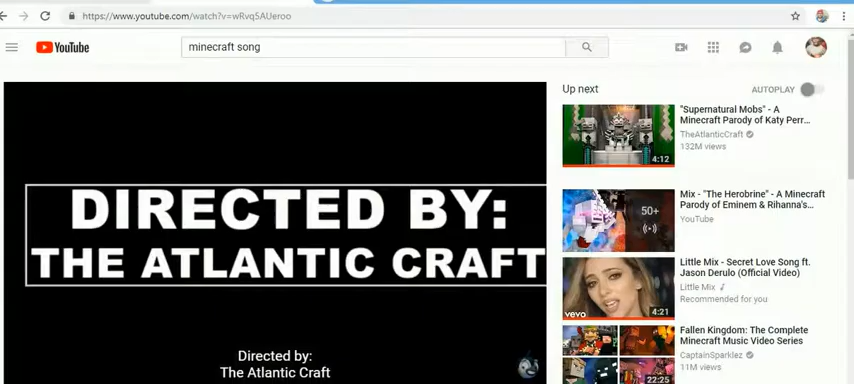 https://www.youtube.com/watch?v=wRvq5AUeroo
YouTube
minecraft song
DIRECTED BY:
THE ATLANTIC CRAFT
Directed by:
The Atlantic Craft
Up next
AUTOPLAY
4:12
"Supernatural Mobs" - A
Minecraft Parody of Katy Perr...
TheAtlanticCraft
132M views
50+
Mix - "The Herobrine" - A Minecraft
Parody of Eminem & Rihanna's...
YouTube
vevo
4:21
Little Mix - Secret Love Song ft.
Jason Derulo (Official Video)
Little Mix
Recommended for you
22:25
Fallen Kingdom: The Complete
Minecraft Music Video Series
CaptainSparklez
11M views